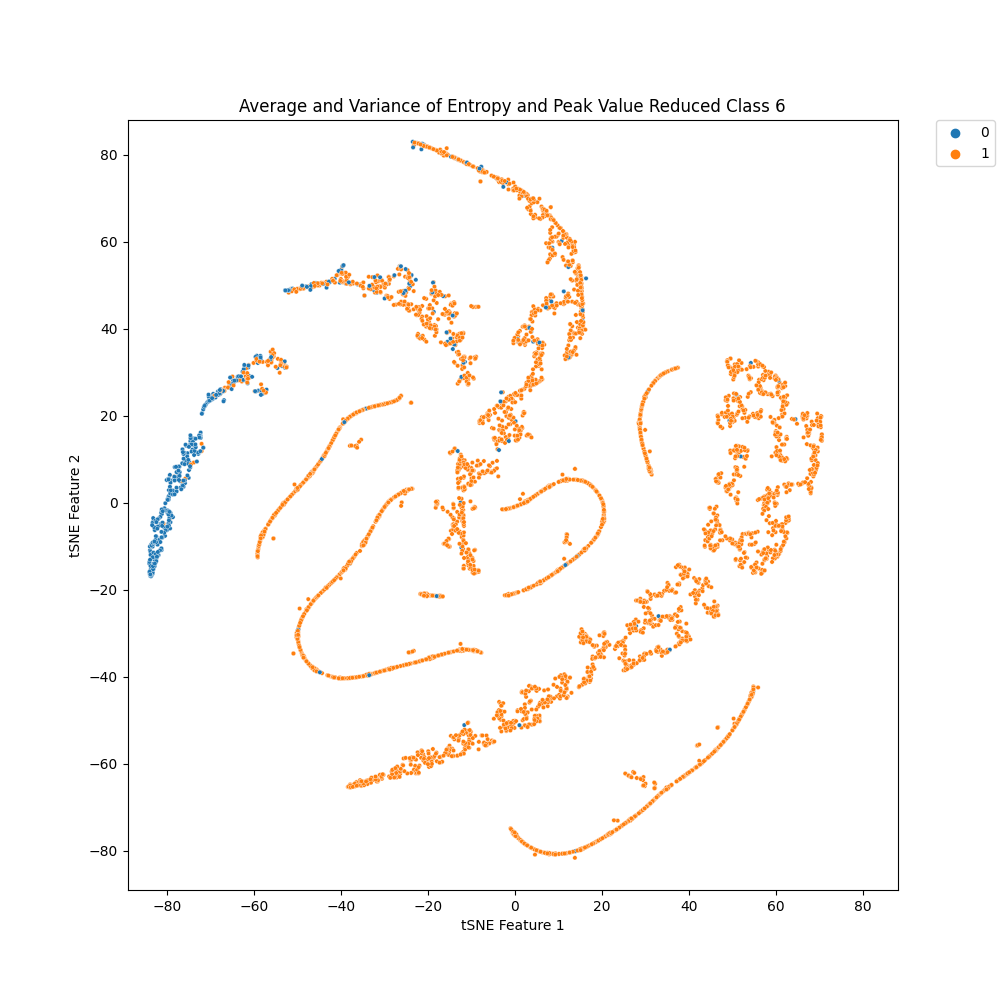 Average and Variance of Entropy and Peak Value Reduced Class 6
0
1
80
60
40
20
0
−20
−40
−60
−80
tSNE Feature 2
−80 −60 −40 −20 0 20 40 60 80
tSNE Feature 1